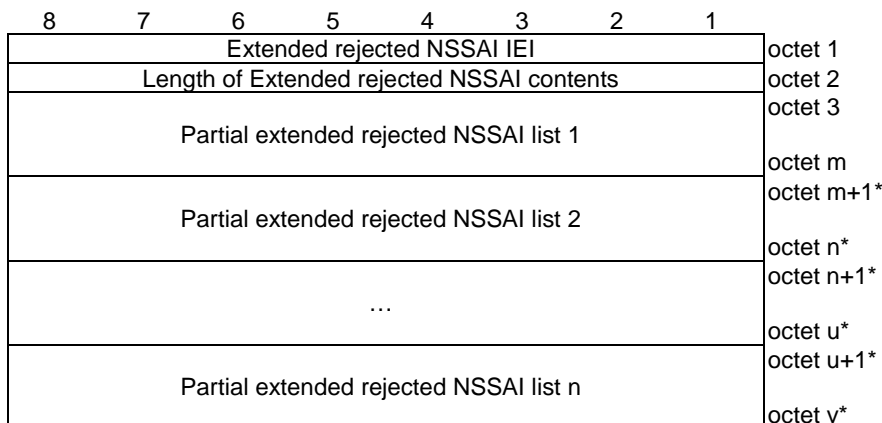 8 7 6 5 4 3 2 1
Extended rejected NSSAI IEI octet 1
Length of Extended rejected NSSAI contents octet 2
octet 3
Partial extended rejected NSSAI list 1
octet m
octet m+1*
Partial extended rejected NSSAI list 2
octet n*
octet n+1*
…
octet u*
octet u+1*
Partial extended rejected NSSAI list n
octet v*